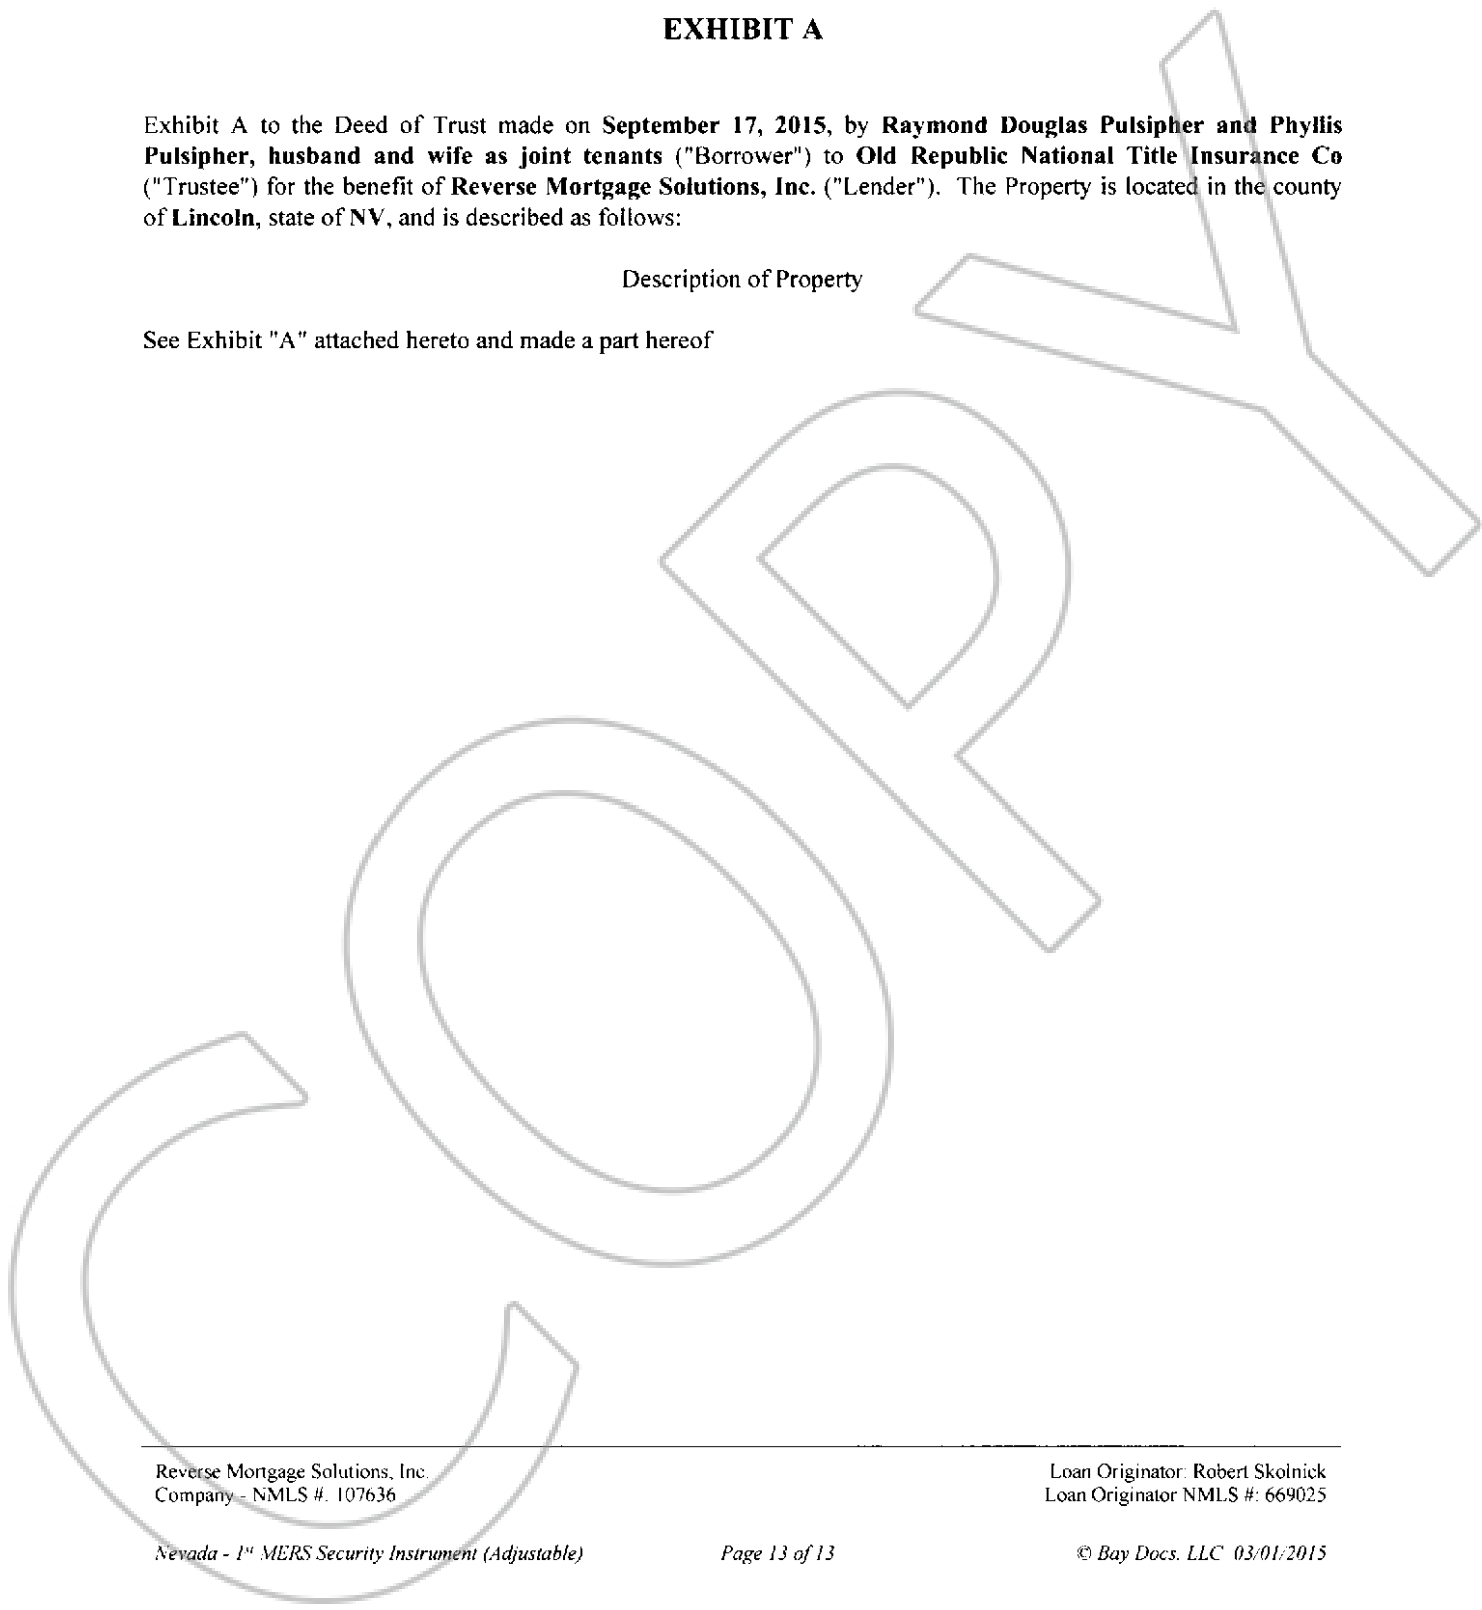 EXHIBIT A
Exhibit A to the Deed of Trust made on September 17, 2015, by Raymond Douglas Pulsipher and Phyllis
Pulsipher, husband and wife as joint tenants ("Borrower") to Old Republic National Title Insurance Co
("Trustee") for the benefit of Reverse Mortgage Solutions, Inc. ("Lender"). The Property is located in the county
of Lincoln, state of NV, and is described as follows:
Description of Property
See Exhibit "A" attached hereto and made a part hereof
COPY
Reverse Mortgage Solutions, Inc. Loan Originator: Robert Skolnick
Company - NMLS #: 107636 Loan Originator NMLS #: 669025
Nevada - 1st MERS Security Instrument (Adjustable) Page 13 of 13 © Bay Docs, LLC 03/01/2015